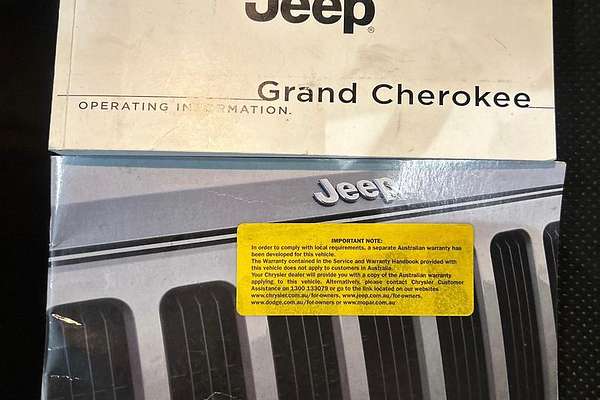 Jeep®
Grand Cherokee
OPERATING INFORMATION.
Jeep
IMPORTANT NOTE:
In order to comply with local requirements, a separate Australian warranty has
been developed for this vehicle.
The Warranty contained in the Service and Warranty Handbook provided with
this vehicle does not apply to customers in Australia.
Your Chrysler dealer will provide you with a copy of the Australian warranty
applying to this vehicle. Alternatively, please contact Chrysler Customer
Assistance on 1300 133079 or go to the link located on our websites
www.chrysler.com.au/for-owners, www.jeep.com.au/for-owners,
www.dodge.com.au/for-owners or www.mopar.com.au